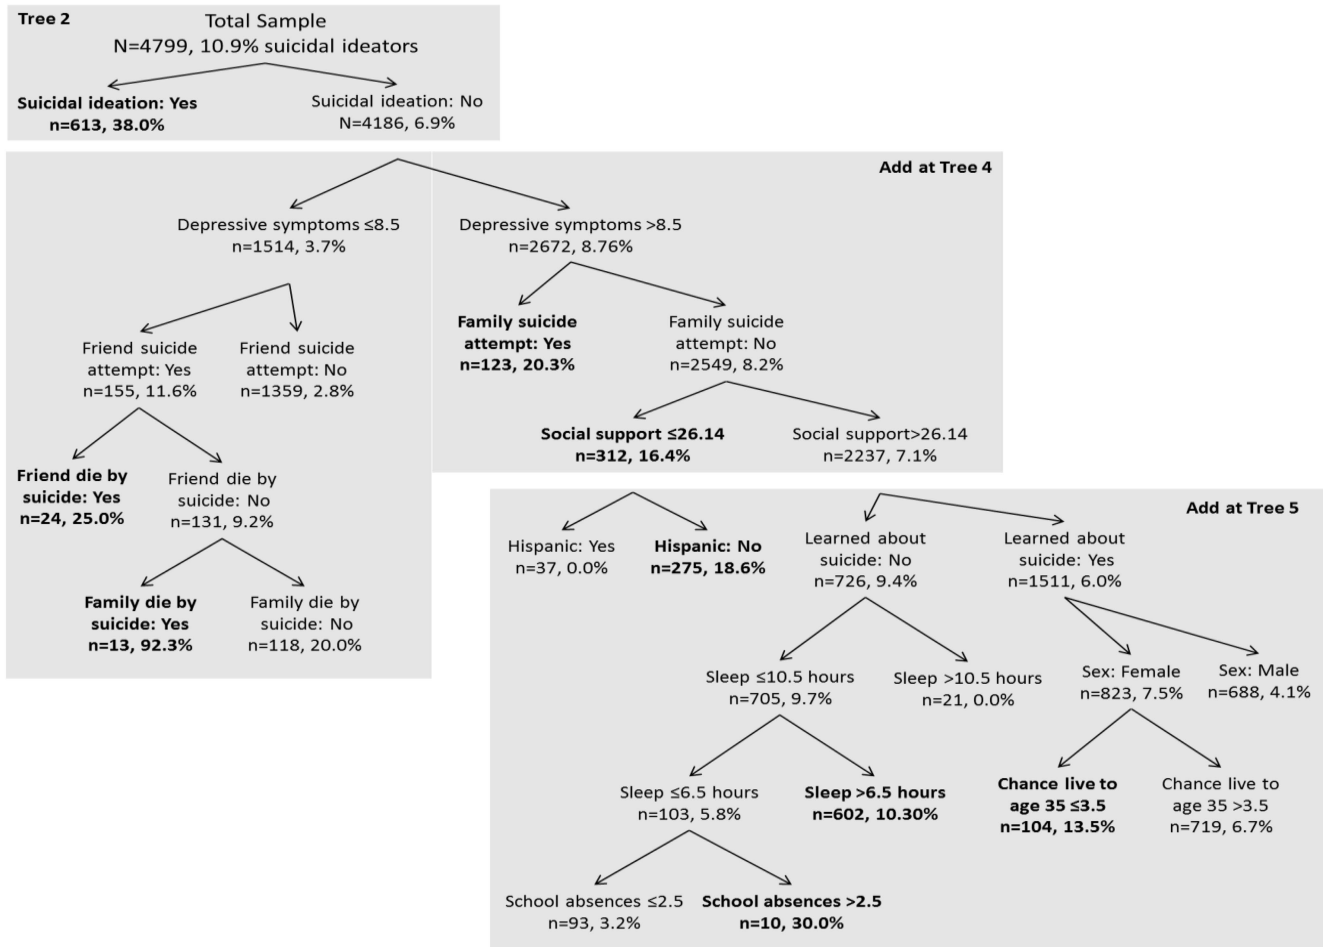 Tree 2
Total Sample
N=4799, 10.9% suicidal ideators
Suicidal ideation: Yes
n=613, 38.0%
Suicidal ideation: No
N=4186, 6.9%
Add at Tree 4
Depressive symptoms ≤8.5
n=1514, 3.7%
Depressive symptoms >8.5
n=2672, 8.76%
Friend suicide
attempt: Yes
n=155, 11.6%
Friend suicide
attempt: No
n=1359, 2.8%
Family suicide
attempt: Yes
n=123, 20.3%
Family suicide
attempt: No
n=2549, 8.2%
Friend die by
suicide: Yes
n=24, 25.0%
Friend die by
suicide: No
n=131, 9.2%
Social support ≤26.14
n=312, 16.4%
Social support>26.14
n=2237, 7.1%
Family die by
suicide: Yes
n=13, 92.3%
Family die by
suicide: No
n=118, 20.0%
Add at Tree 5
Hispanic: Yes
n=37, 0.0%
Hispanic: No
n=275, 18.6%
Learned about
suicide: No
n=726, 9.4%
Learned about
suicide: Yes
n=1511, 6.0%
Sleep ≤10.5 hours
n=705, 9.7%
Sleep >10.5 hours
n=21, 0.0%
Sex: Female
n=823, 7.5%
Sex: Male
n=688, 4.1%
Sleep ≤6.5 hours
n=103, 5.8%
Sleep >6.5 hours
n=602, 10.30%
Chance live to
age 35 ≤3.5
n=104, 13.5%
Chance live to
age 35 >3.5
n=719, 6.7%
School absences ≤2.5
n=93, 3.2%
School absences >2.5
n=10, 30.0%